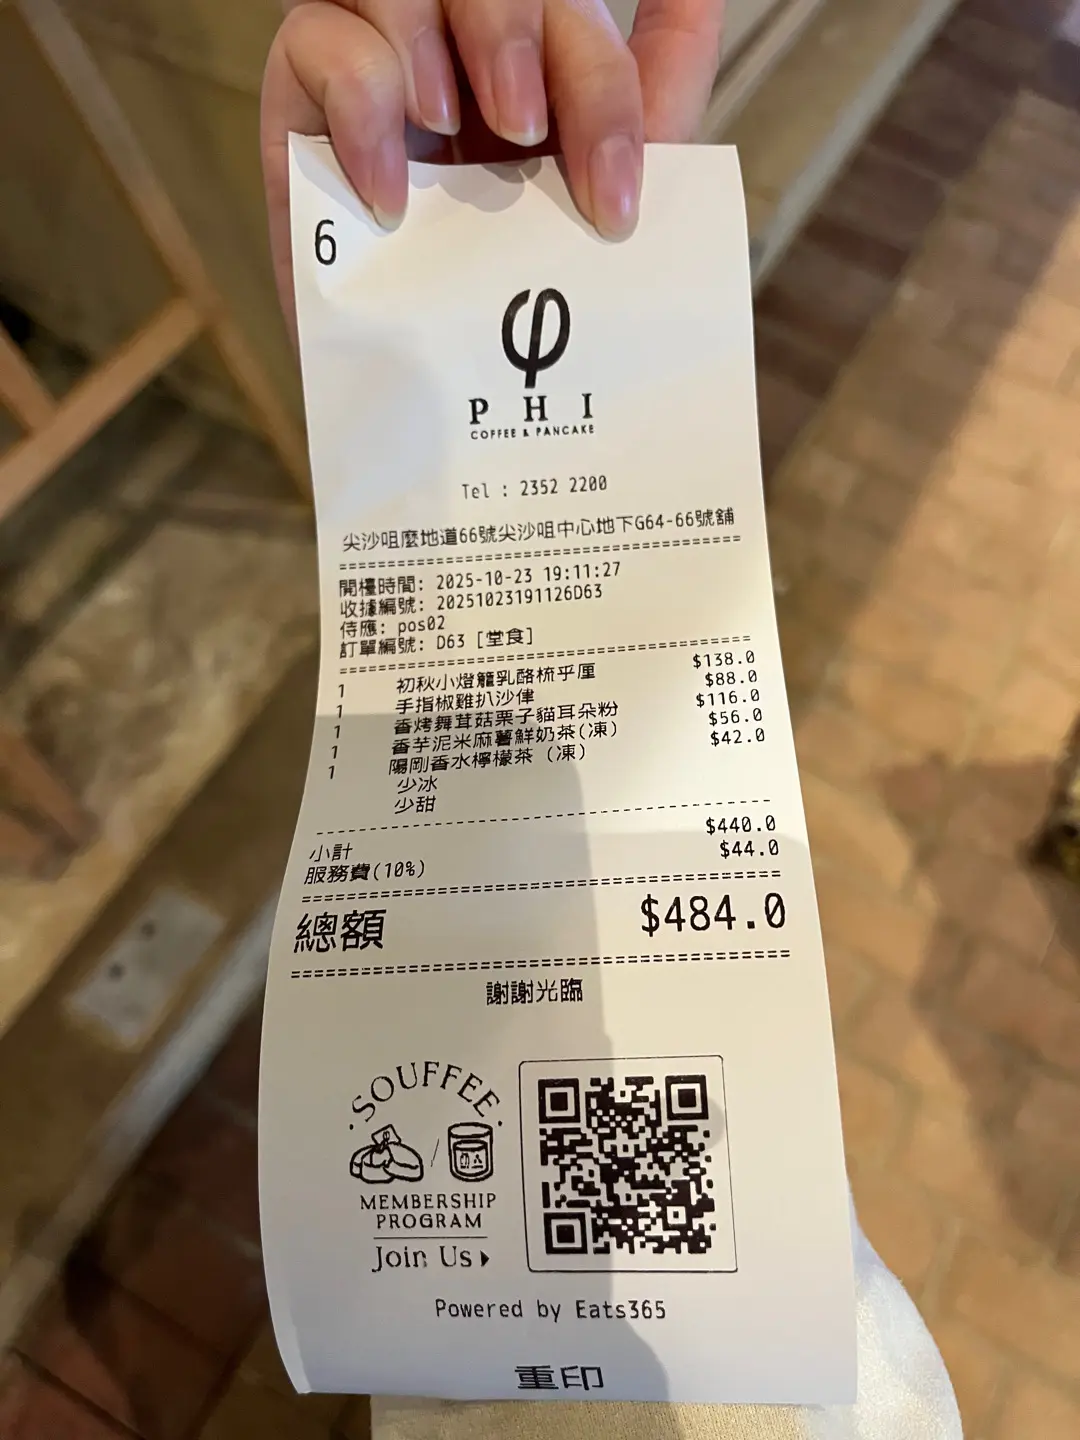 6
φ
PHI
COFFEE & PANCAKE
Tel : 2352 2200
尖沙咀麼地道66號尖沙咀中心地下G64-66號舖
開檯時間: 2025-10-23 19:11:27
收據編號: 20251023191126D63
侍應: pos02
訂單編號: D63 [堂食]
1 初秋小燈籠乳酪梳乎厘 $138.0
1 手指椒雞扒沙律 $88.0
1 香烤舞茸菇栗子貓耳朵粉 $116.0
1 香芋泥米麻薯鮮奶茶(凍) $56.0
1 陽剛香水檸檬茶 (凍) $42.0
少冰
少甜
小計 $440.0
服務費(10%) $44.0
總額 $484.0
謝謝光臨
·SOUFFEE·
MEMBERSHIP
PROGRAM
Join Us
Powered by Eats365
重印